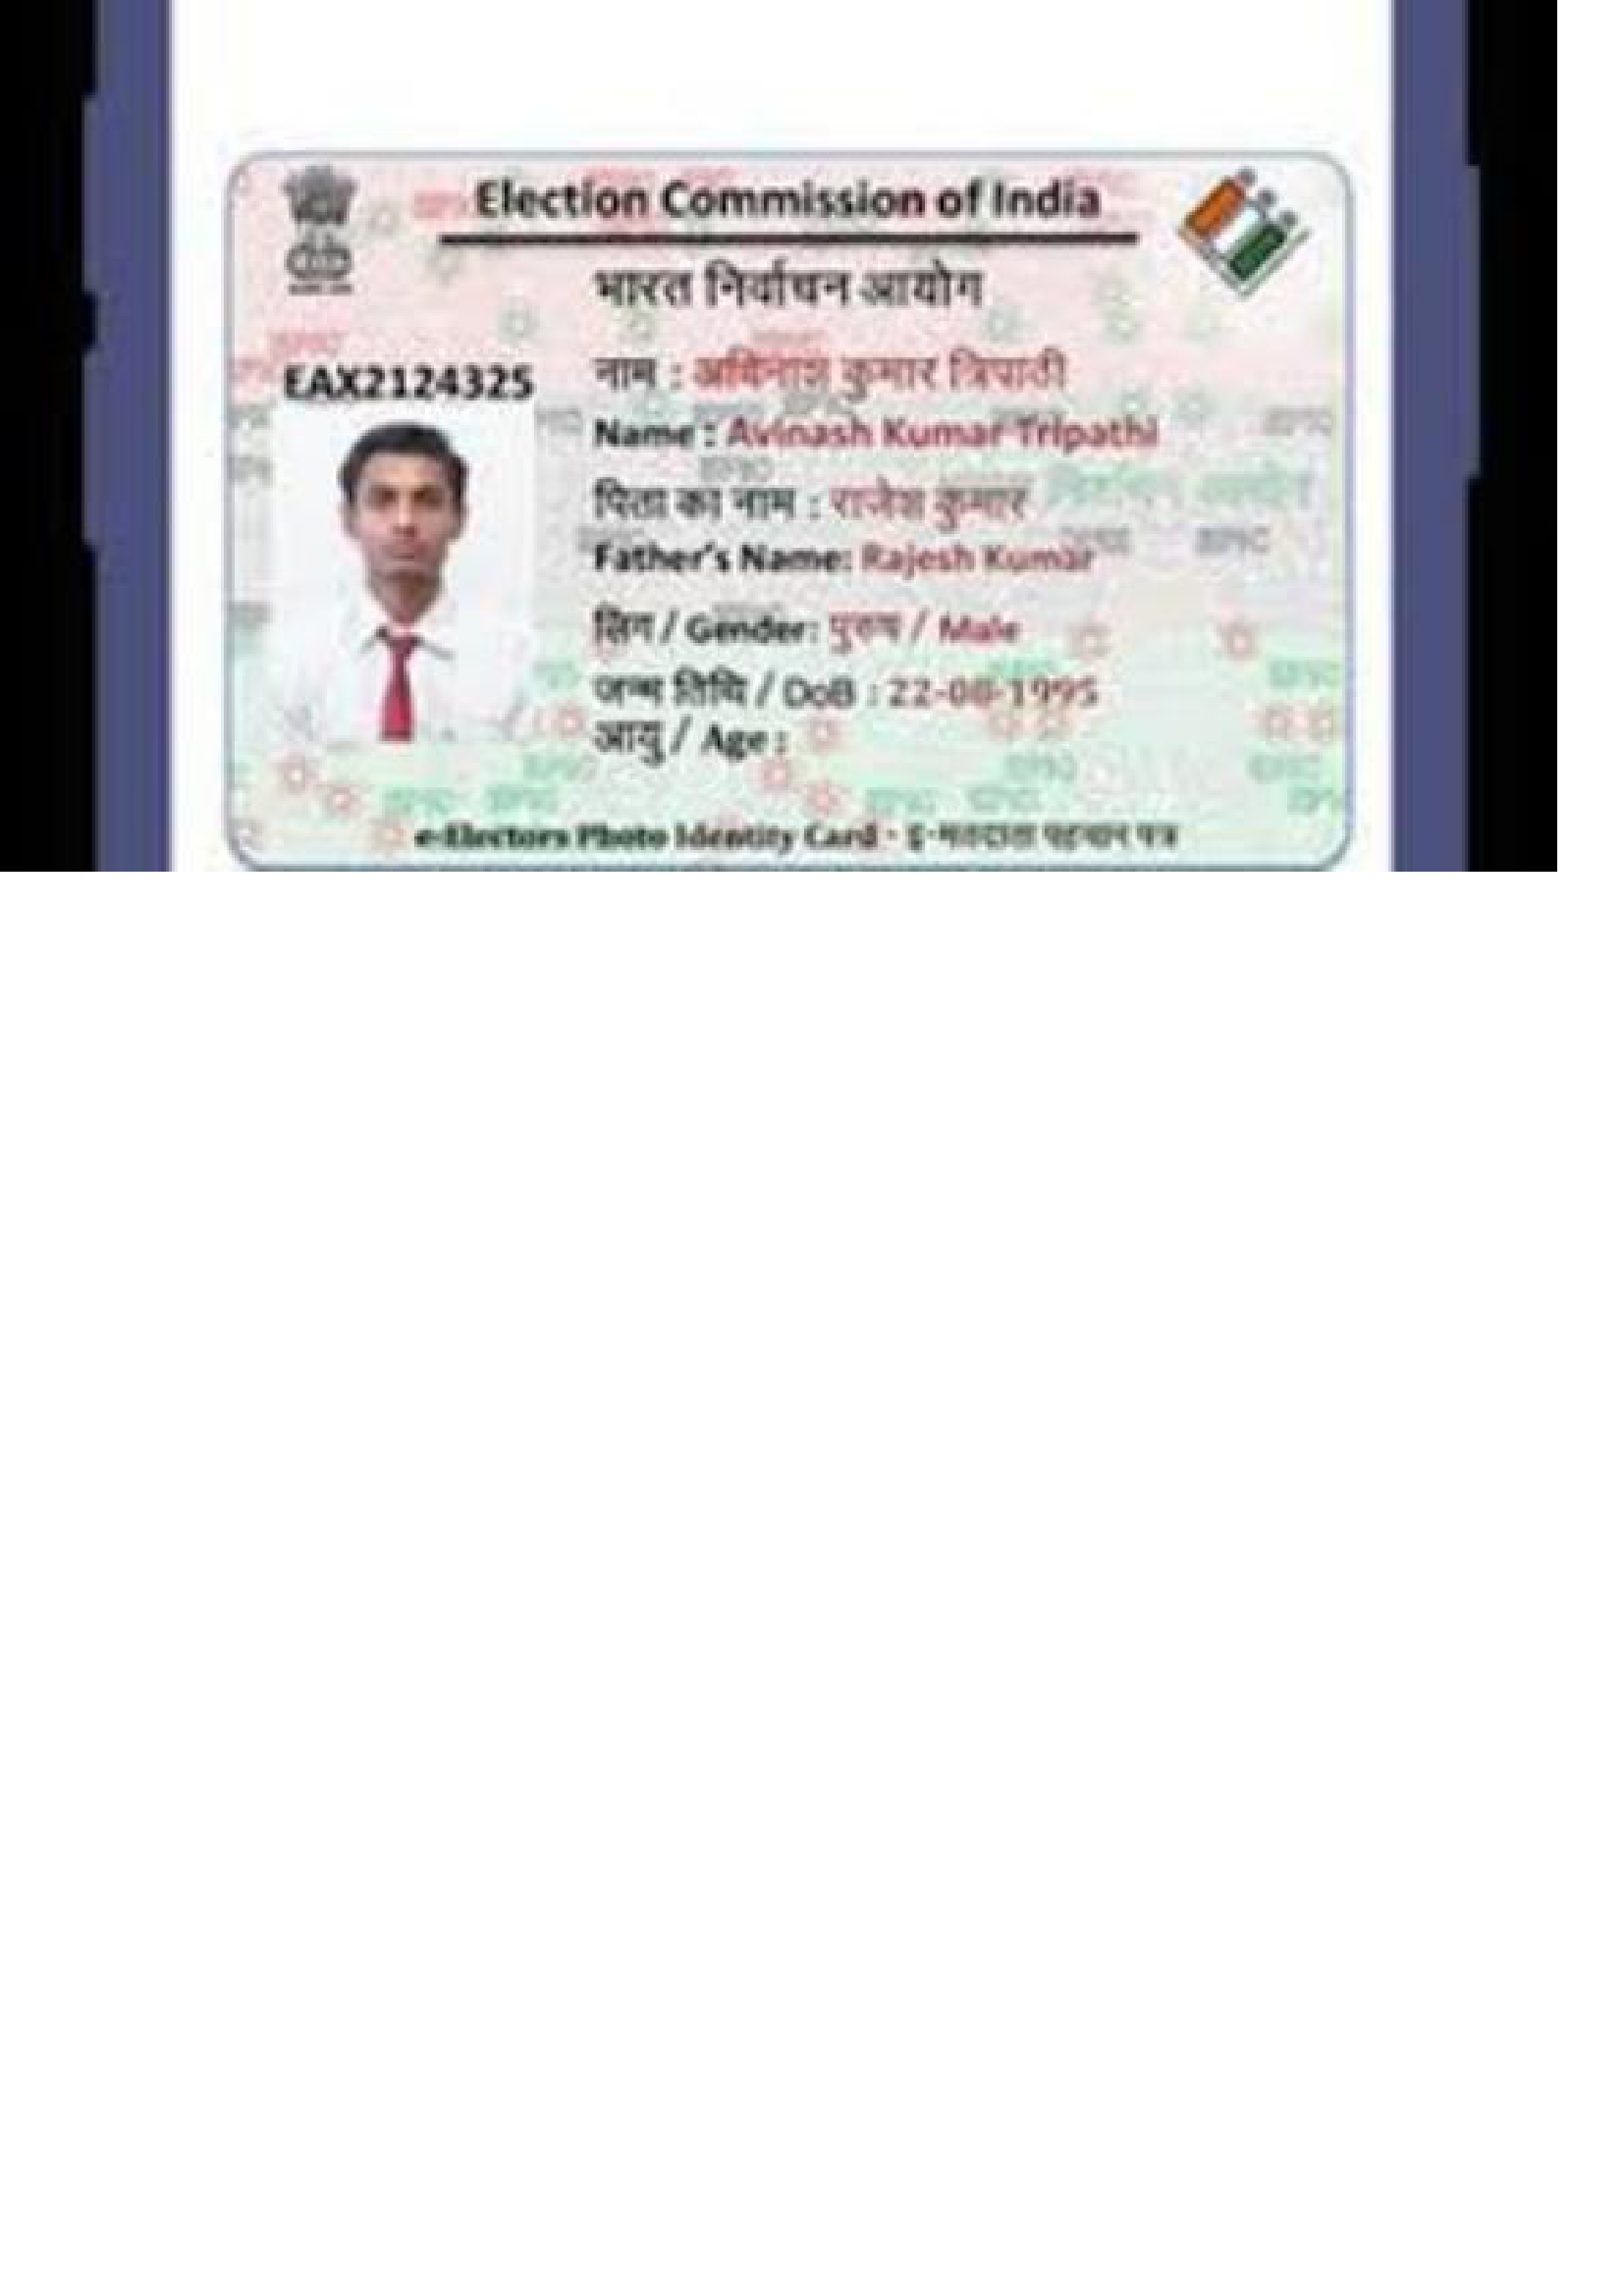 Election Commission of India
भारत निर्वाचन आयोग
EAX2124325
नाम : अविनाश कुमार त्रिपाठी
Name : Avinash Kumar Tripathi
पिता का नाम : राजेश कुमार
Father's Name: Rajesh Kumar
लिंग / Gender: पुरुष / Male
जन्म तिथि / DoB : 22-08-1995
आयु / Age :
e-Electors Photo Identity Card - इ-मतदाता पहचान पत्र